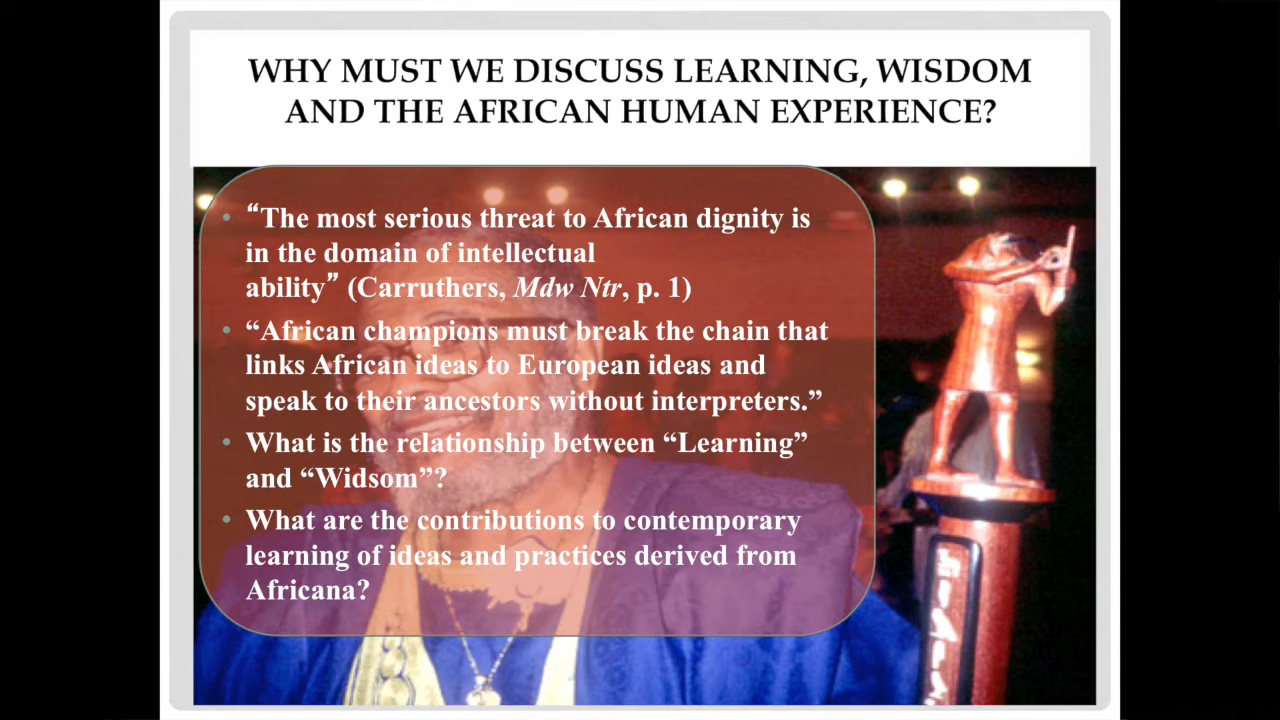 WHY MUST WE DISCUSS LEARNING, WISDOM
AND THE AFRICAN HUMAN EXPERIENCE?
• “The most serious threat to African dignity is
in the domain of intellectual
ability” (Carruthers, Mdw Ntr, p. 1)
• “African champions must break the chain that
links African ideas to European ideas and
speak to their ancestors without interpreters.”
• What is the relationship between “Learning”
and “Widsom”?
• What are the contributions to contemporary
learning of ideas and practices derived from
Africana?